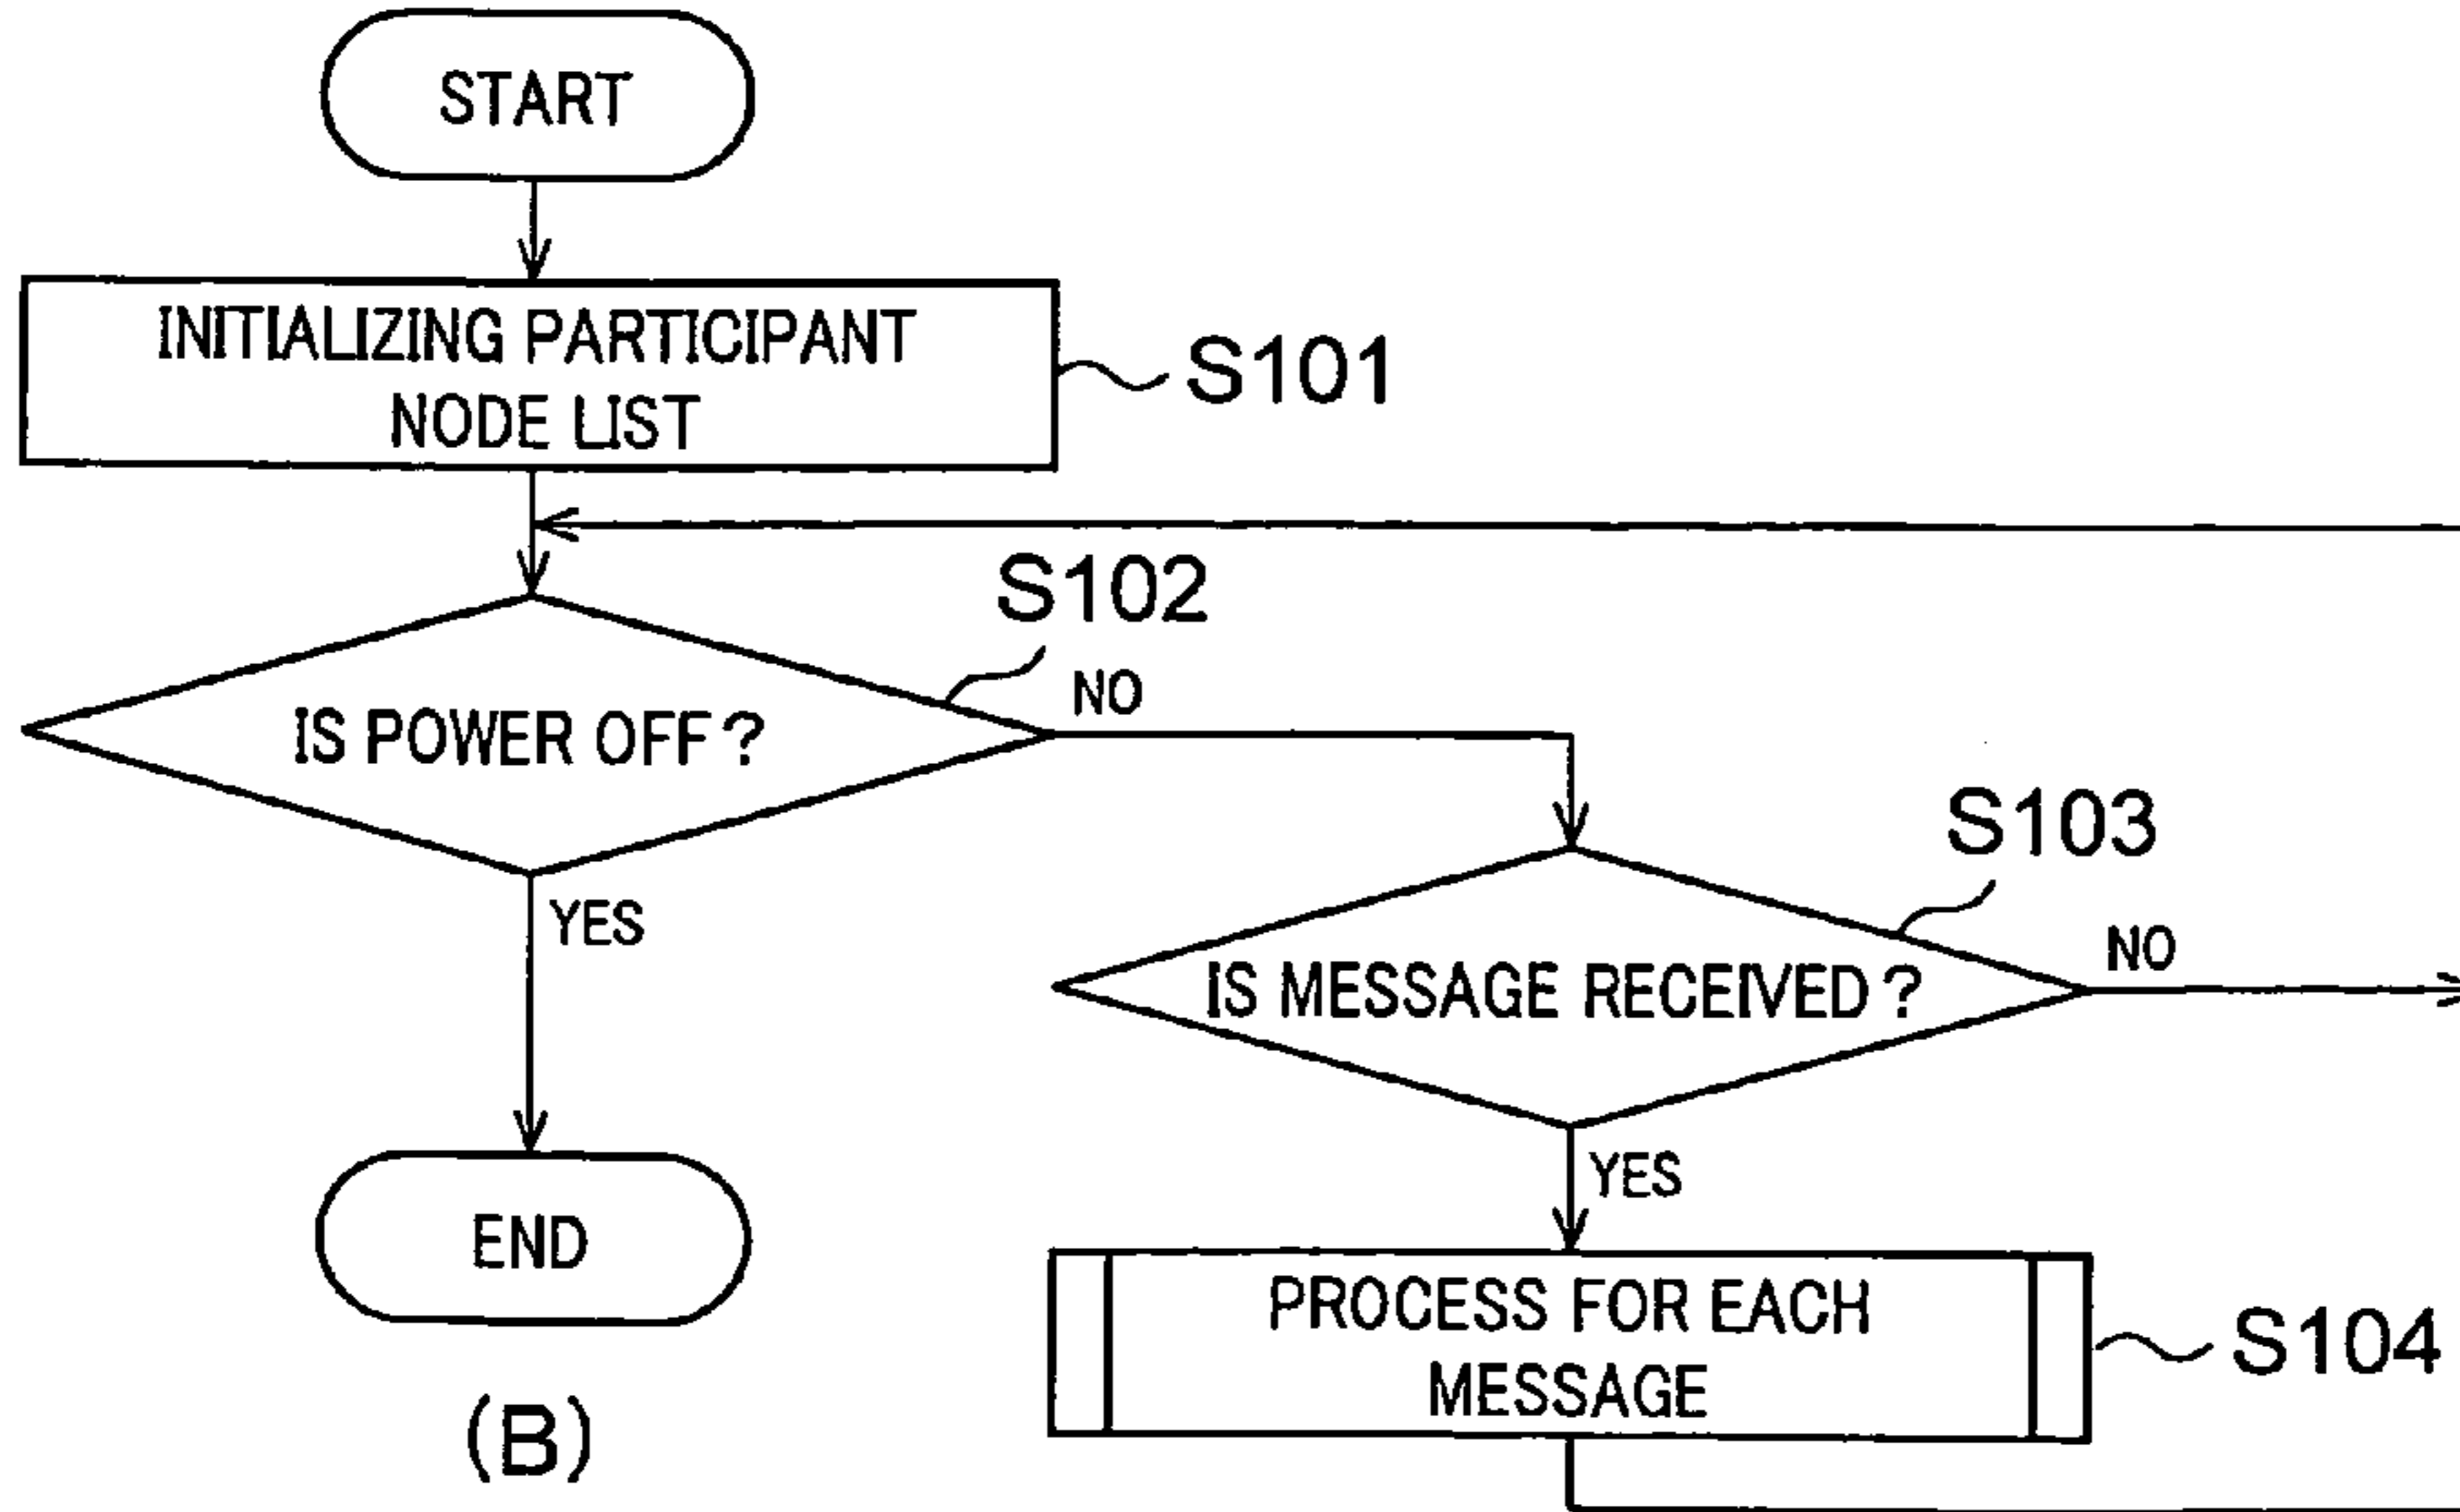 START
INITIALIZING PARTICIPANT
NODE LIST
S101
S102
IS POWER OFF?
NO
YES
S103
IS MESSAGE RECEIVED?
NO
YES
END
PROCESS FOR EACH
MESSAGE
S104
(B)